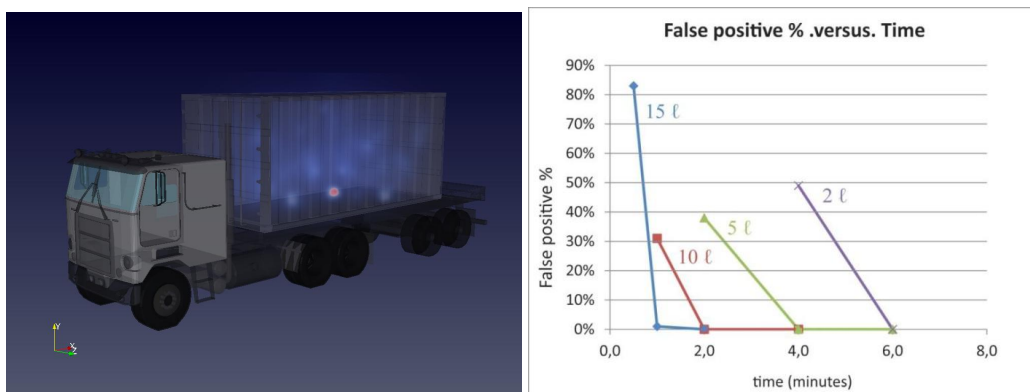 False positive % .versus. Time
90%
80%
70%
60%
50%
40%
30%
20%
10%
0%
False positive %
15 ℓ
10 ℓ
5 ℓ
2 ℓ
0,0
2,0
4,0
6,0
8,0
time (minutes)
Y
X
Z